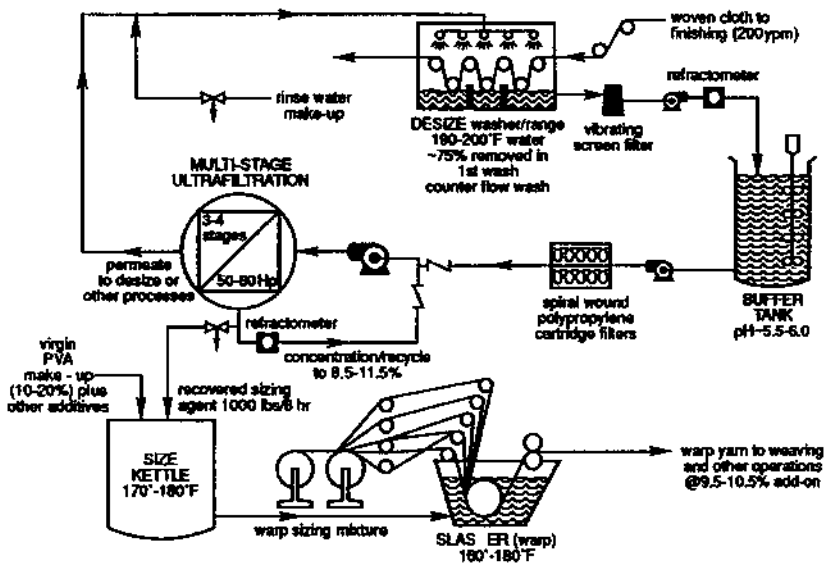 woven cloth to
finishing (200ypm)
refractometer
rinse water
make-up
DESIZE washer/range
190-200°F water
~75% removed in
1st wash
counter flow wash
vibrating
screen filter
MULTI-STAGE
ULTRAFILTRATION
3-4
stages
50-80Hp
permeate
to desize or
other processes
spiral wound
polypropylene
cartridge filters
BUFFER
TANK
pH~5.5-6.0
refractometer
concentration/recycle
to 8.5-11.5%
virgin
PVA
make - up
(10-20%) plus
other additives
recovered sizing
agent 1000 lbs/8 hr
SIZE
KETTLE
170°-180°F
warp sizing mixture
SLAS ER (warp)
160°-180°F
warp yarn to weaving
and other operations
@9.5-10.5% add-on